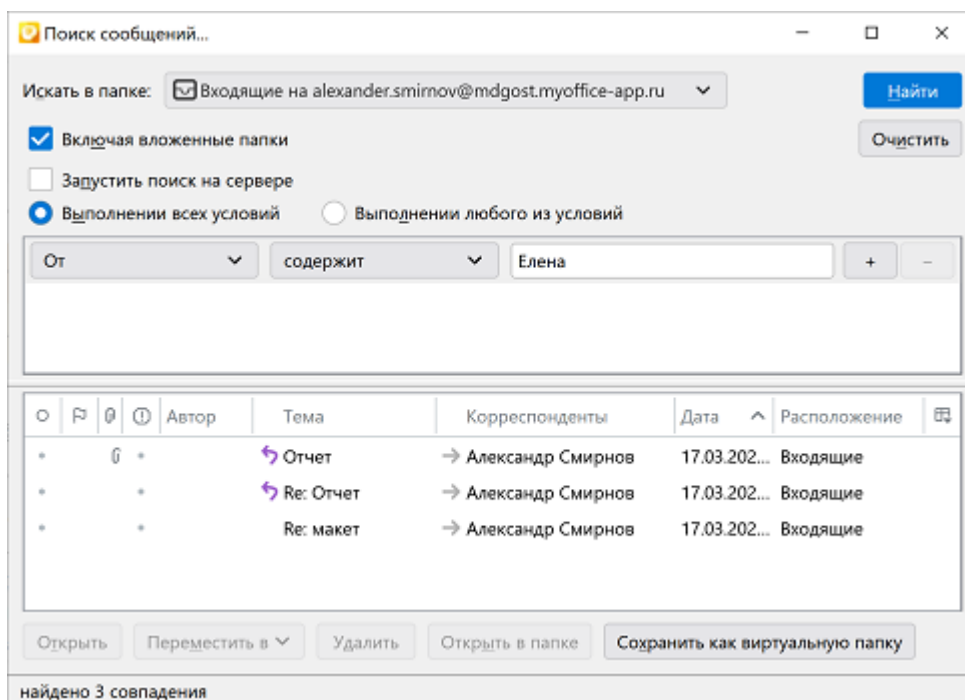 Поиск сообщений...
Искать в папке: Входящие на alexander.smirnov@mdgost.myoffice-app.ru Найти
Включая вложенные папки Очистить
Запустить поиск на сервере
Выполнении всех условий Выполнении любого из условий
От содержит Елена + −
Автор Тема Корреспонденты Дата Расположение
Отчет Александр Смирнов 17.03.202... Входящие
Re: Отчет Александр Смирнов 17.03.202... Входящие
Re: макет Александр Смирнов 17.03.202... Входящие
Открыть Переместить в Удалить Открыть в папке Сохранить как виртуальную папку
найдено 3 совпадения